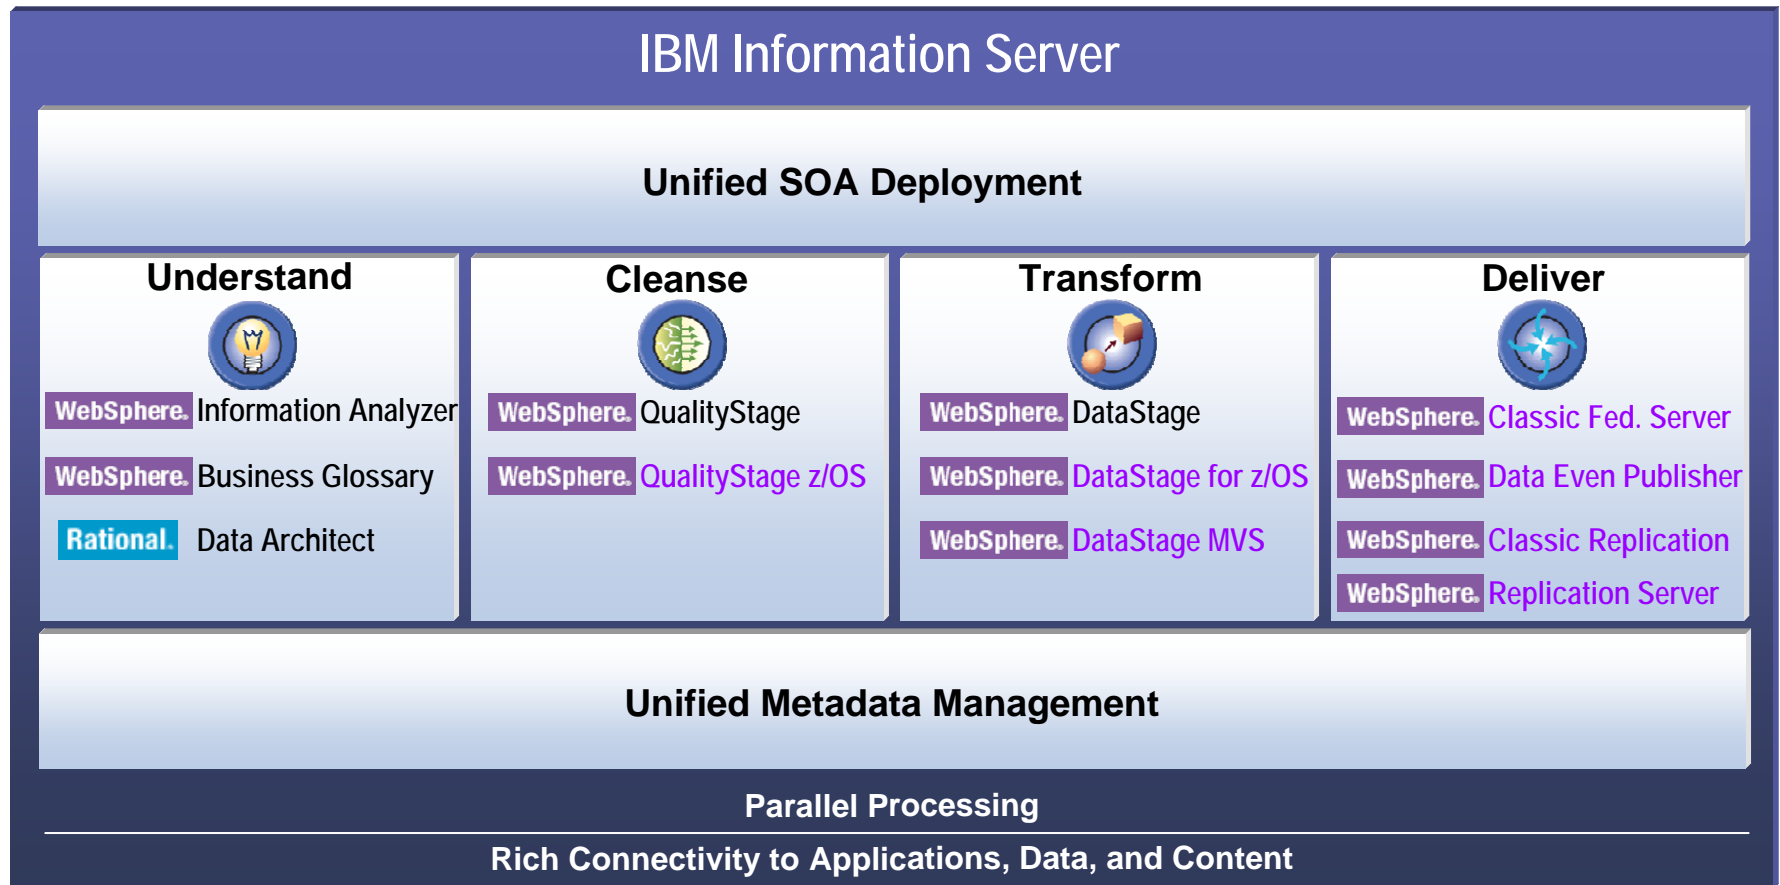 IBM Information Server
Unified SOA Deployment
Understand
WebSphere. Information Analyzer
WebSphere. Business Glossary
Rational. Data Architect
Cleanse
WebSphere. QualityStage
WebSphere. QualityStage z/OS
Transform
WebSphere. DataStage
WebSphere. DataStage for z/OS
WebSphere. DataStage MVS
Deliver
WebSphere. Classic Fed. Server
WebSphere. Data Even Publisher
WebSphere. Classic Replication
WebSphere. Replication Server
Unified Metadata Management
Parallel Processing
Rich Connectivity to Applications, Data, and Content